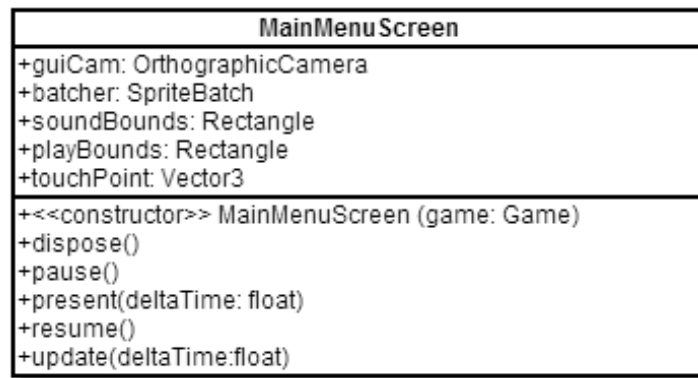 MainMenuScreen
+guiCam: OrthographicCamera
+batcher: SpriteBatch
+soundBounds: Rectangle
+playBounds: Rectangle
+touchPoint: Vector3
+<<constructor>> MainMenuScreen (game: Game)
+dispose()
+pause()
+present(deltaTime: float)
+resume()
+update(deltaTime:float)